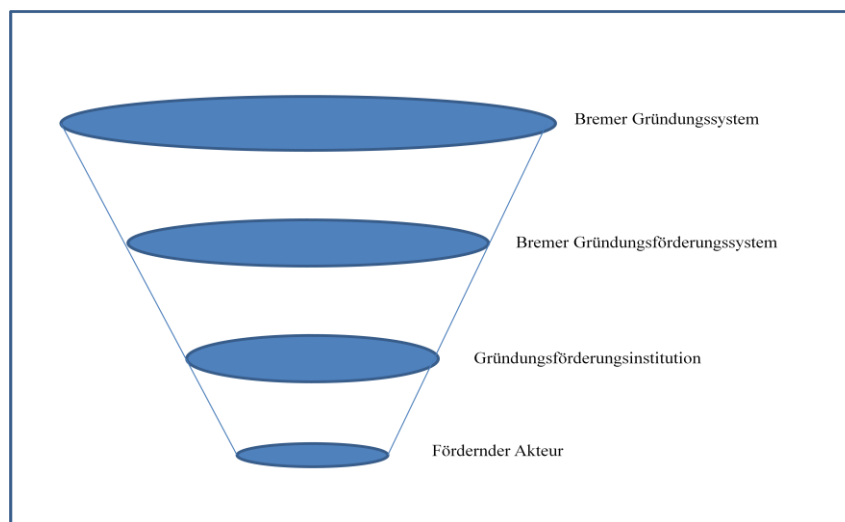 Bremer Gründungssystem
Bremer Gründungsförderungssystem
Gründungsförderungsinstitution
Fördernder Akteur